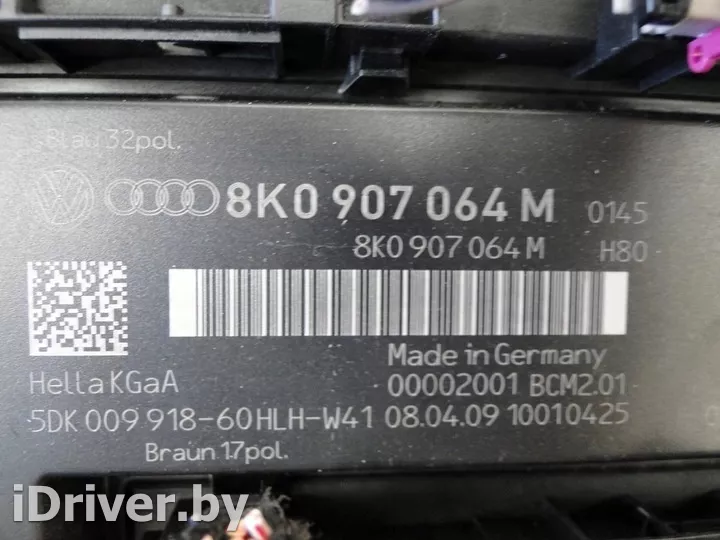 Blau 32pol.
8K0 907 064 M 0145
8K0 907 064 M H80
Made in Germany
Hella KGaA 00002001 BCM2.01
5DK 009 918-60 HLH-W41 08.04.09 10010425
Braun 17pol.
iDriver.by